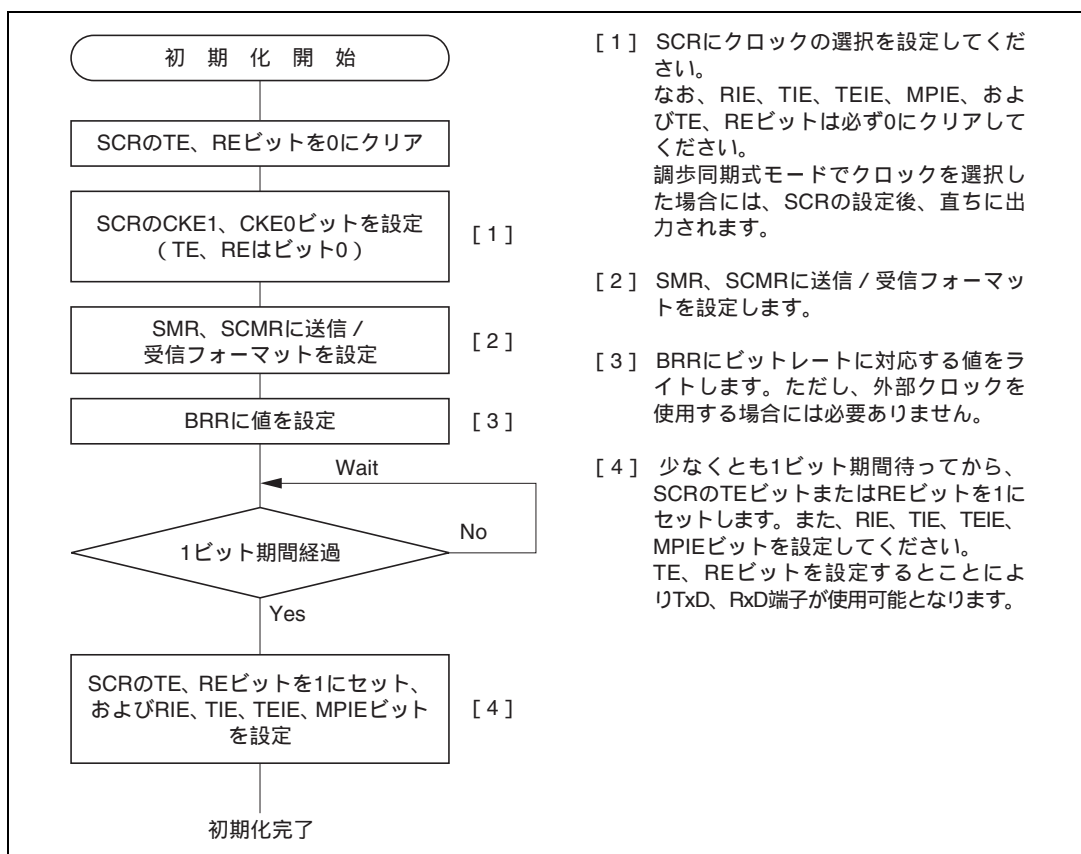 初 期 化 開 始
SCRのTE、REビットを0にクリア
SCRのCKE1、CKE0ビットを設定
(TE、REはビット0)
[1]
SMR、SCMRに送信/
受信フォーマットを設定
[2]
BRRに値を設定
[3]
Wait
1ビット期間経過
No
Yes
SCRのTE、REビットを1にセット、
およびRIE、TIE、TEIE、MPIEビット
を設定
[4]
初期化完了
[1] SCRにクロックの選択を設定してくだ
さい。
なお、RIE、TIE、TEIE、MPIE、およ
びTE、REビットは必ず0にクリアして
ください。
調歩同期式モードでクロックを選択し
た場合には、SCRの設定後、直ちに出
力されます。
[2] SMR、SCMRに送信/受信フォーマッ
トを設定します。
[3] BRRにビットレートに対応する値をラ
イトします。ただし、外部クロックを
使用する場合には必要ありません。
[4] 少なくとも1ビット期間待ってから、
SCRのTEビットまたはREビットを1に
セットします。また、RIE、TIE、TEIE、
MPIEビットを設定してください。
TE、REビットを設定するとことによ
りTxD、RxD端子が使用可能となります。